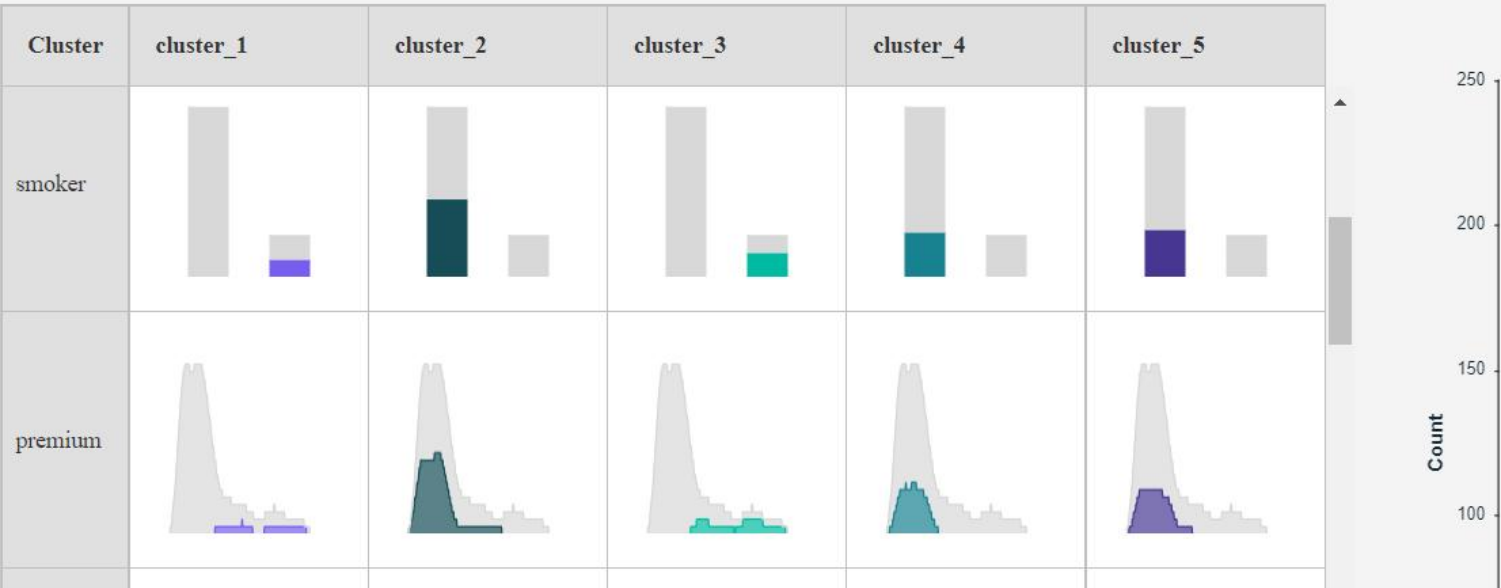 Cluster cluster_1 cluster_2 cluster_3 cluster_4 cluster_5
smoker
premium
250
200
150
100
Count